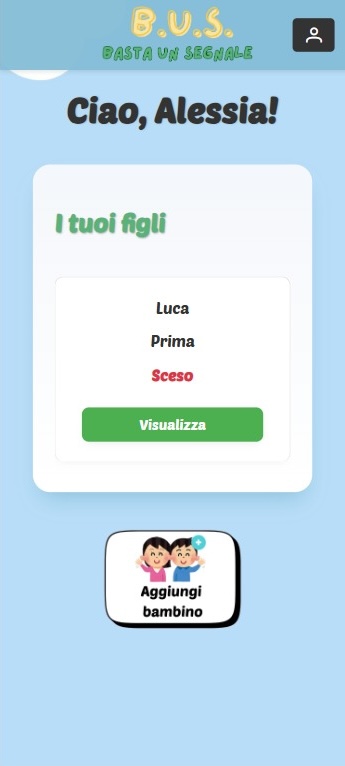 B.U.S.
BASTA UN SEGNALE
Ciao, Alessia!
I tuoi figli
Luca
Prima
Sceso
Visualizza
Aggiungi
bambino